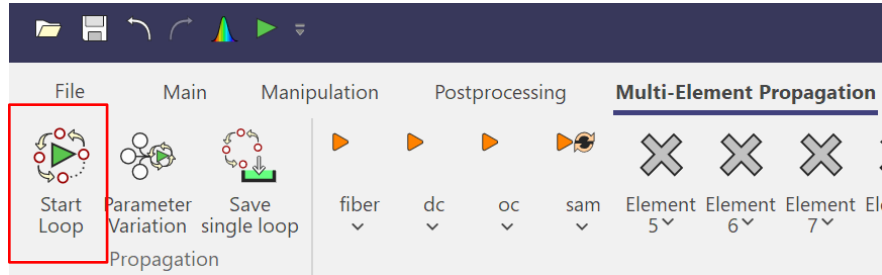 File Main Manipulation Postprocessing Multi-Element Propagation
Start Loop
Parameter Variation
Save single loop
fiber
dc
oc
sam
Element 5
Element 6
Element 7
Propagation